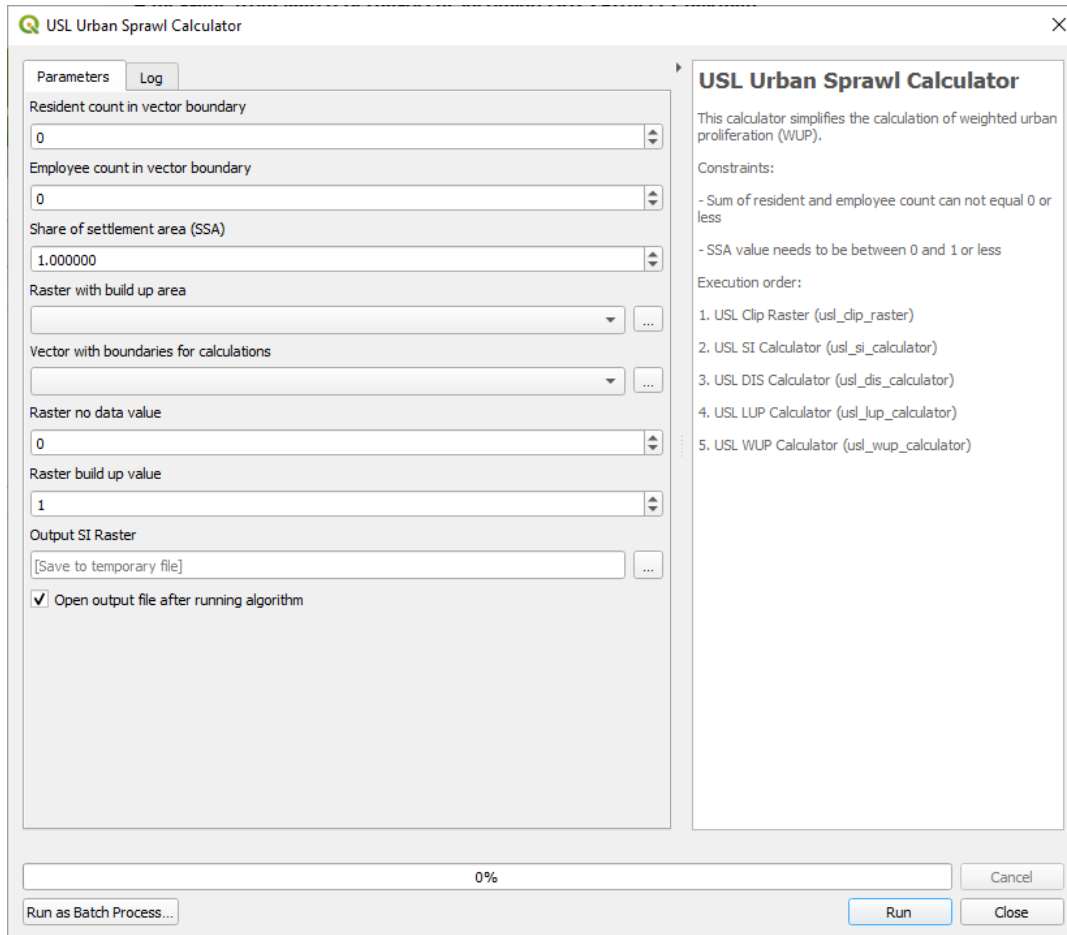 USL Urban Sprawl Calculator
Parameters
Log
Resident count in vector boundary
0
Employee count in vector boundary
0
Share of settlement area (SSA)
1.000000
Raster with build up area
...
Vector with boundaries for calculations
...
Raster no data value
0
Raster build up value
1
Output SI Raster
[Save to temporary file]
...
Open output file after running algorithm
USL Urban Sprawl Calculator
This calculator simplifies the calculation of weighted urban
proliferation (WUP).
Constraints:
- Sum of resident and employee count can not equal 0 or
less
- SSA value needs to be between 0 and 1 or less
Execution order:
1. USL Clip Raster (usl_clip_raster)
2. USL SI Calculator (usl_si_calculator)
3. USL DIS Calculator (usl_dis_calculator)
4. USL LUP Calculator (usl_lup_calculator)
5. USL WUP Calculator (usl_wup_calculator)
0%
Cancel
Run as Batch Process...
Run
Close